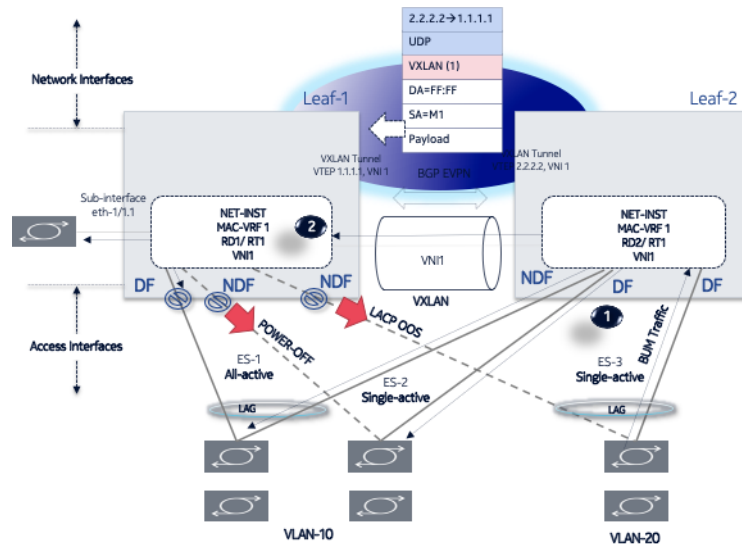 2.2.2.2→1.1.1.1
UDP
VXLAN (1)
DA=FF:FF
SA=M1
Payload
Network Interfaces
Leaf-1
Leaf-2
VXLAN Tunnel
VTEP 1.1.1.1, VNI 1
BGP EVPN
Tunnel
2.2.2.2, VNI 1
Sub-interface
eth-1/1.1
NET-INST
MAC-VRF 1
RD1/ RT1
VNI1
2
VNI1
VXLAN
NET-INST
MAC-VRF 1
RD2/ RT1
VNI1
DF
NDF
NDF
NDF
DF
DF
Access Interfaces
POWER-OFF
LACP OOS
1
BUM Traffic
ES-1
All-active
ES-2
Single-active
ES-3
Single-active
LAG
LAG
VLAN-10
VLAN-20